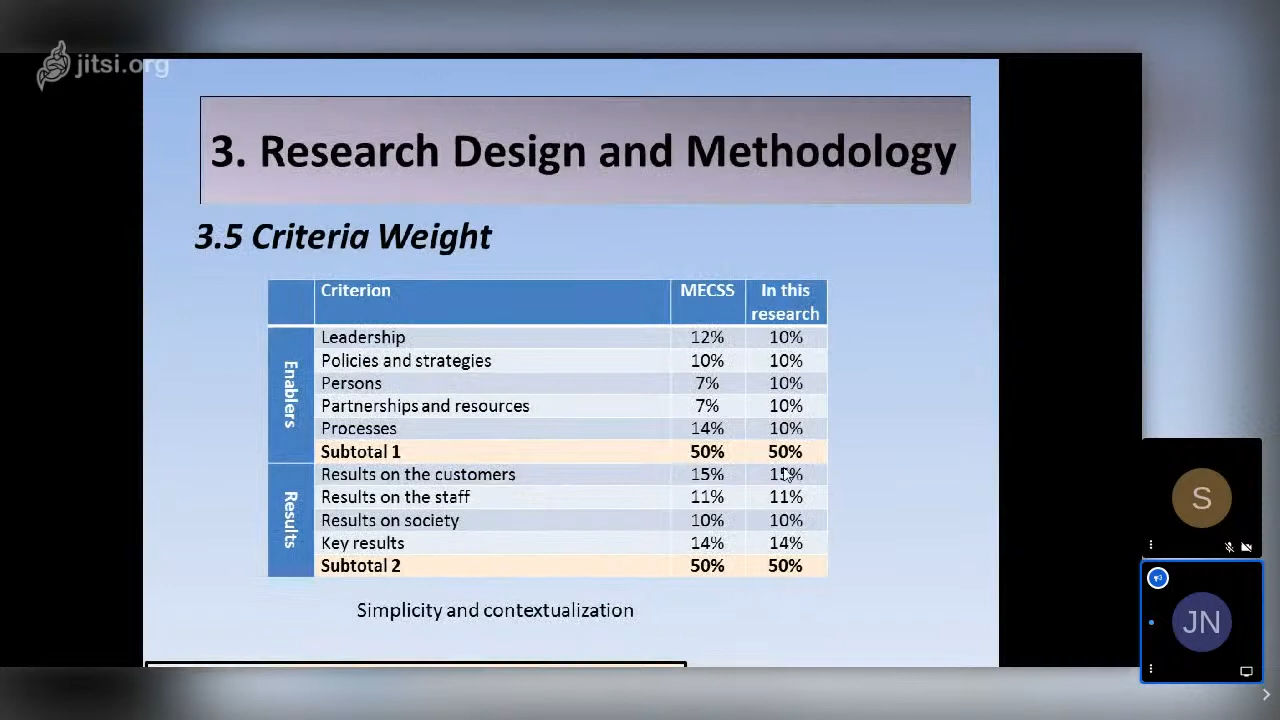 jitsi.org
3. Research Design and Methodology
3.5 Criteria Weight
Criterion MECSS In this research
Enablers
Leadership 12% 10%
Policies and strategies 10% 10%
Persons 7% 10%
Partnerships and resources 7% 10%
Processes 14% 10%
Subtotal 1 50% 50%
Results
Results on the customers 15% 15%
Results on the staff 11% 11%
Results on society 10% 10%
Key results 14% 14%
Subtotal 2 50% 50%
Simplicity and contextualization
S
JN